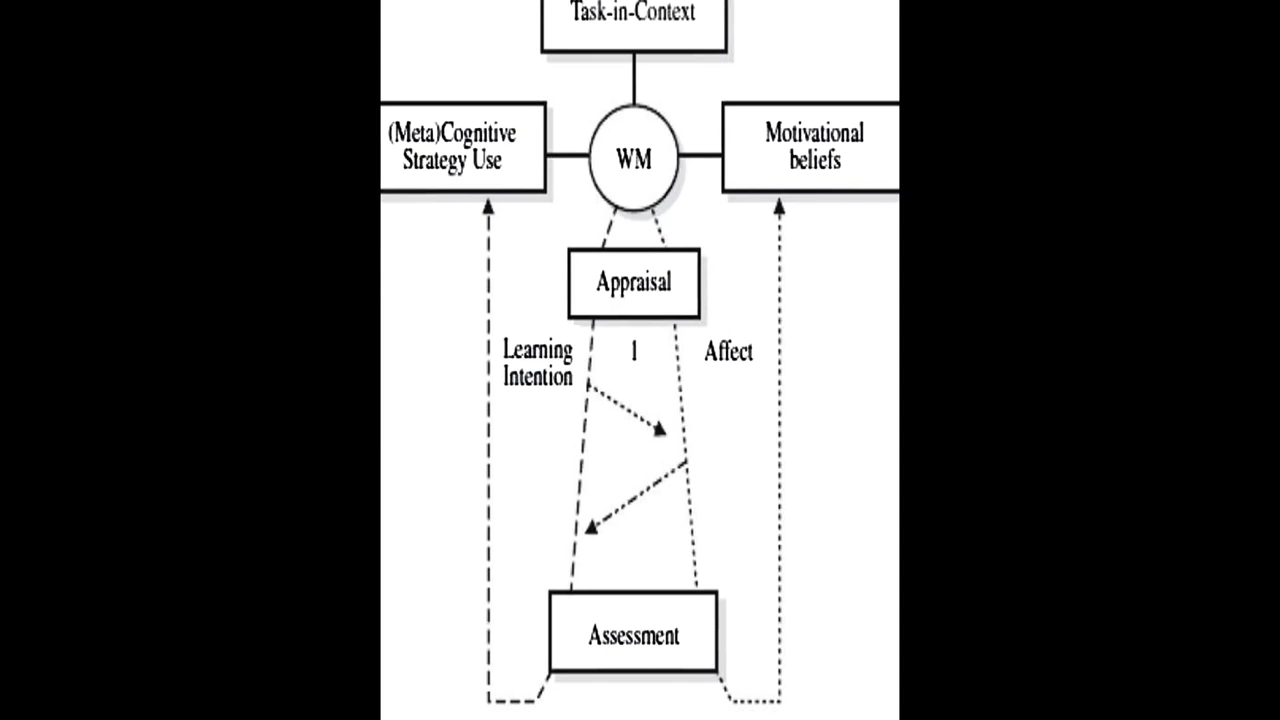 Task-in-Context
(Meta)Cognitive
Strategy Use
WM
Motivational
beliefs
Appraisal
Learning
Intention
1
Affect
Assessment